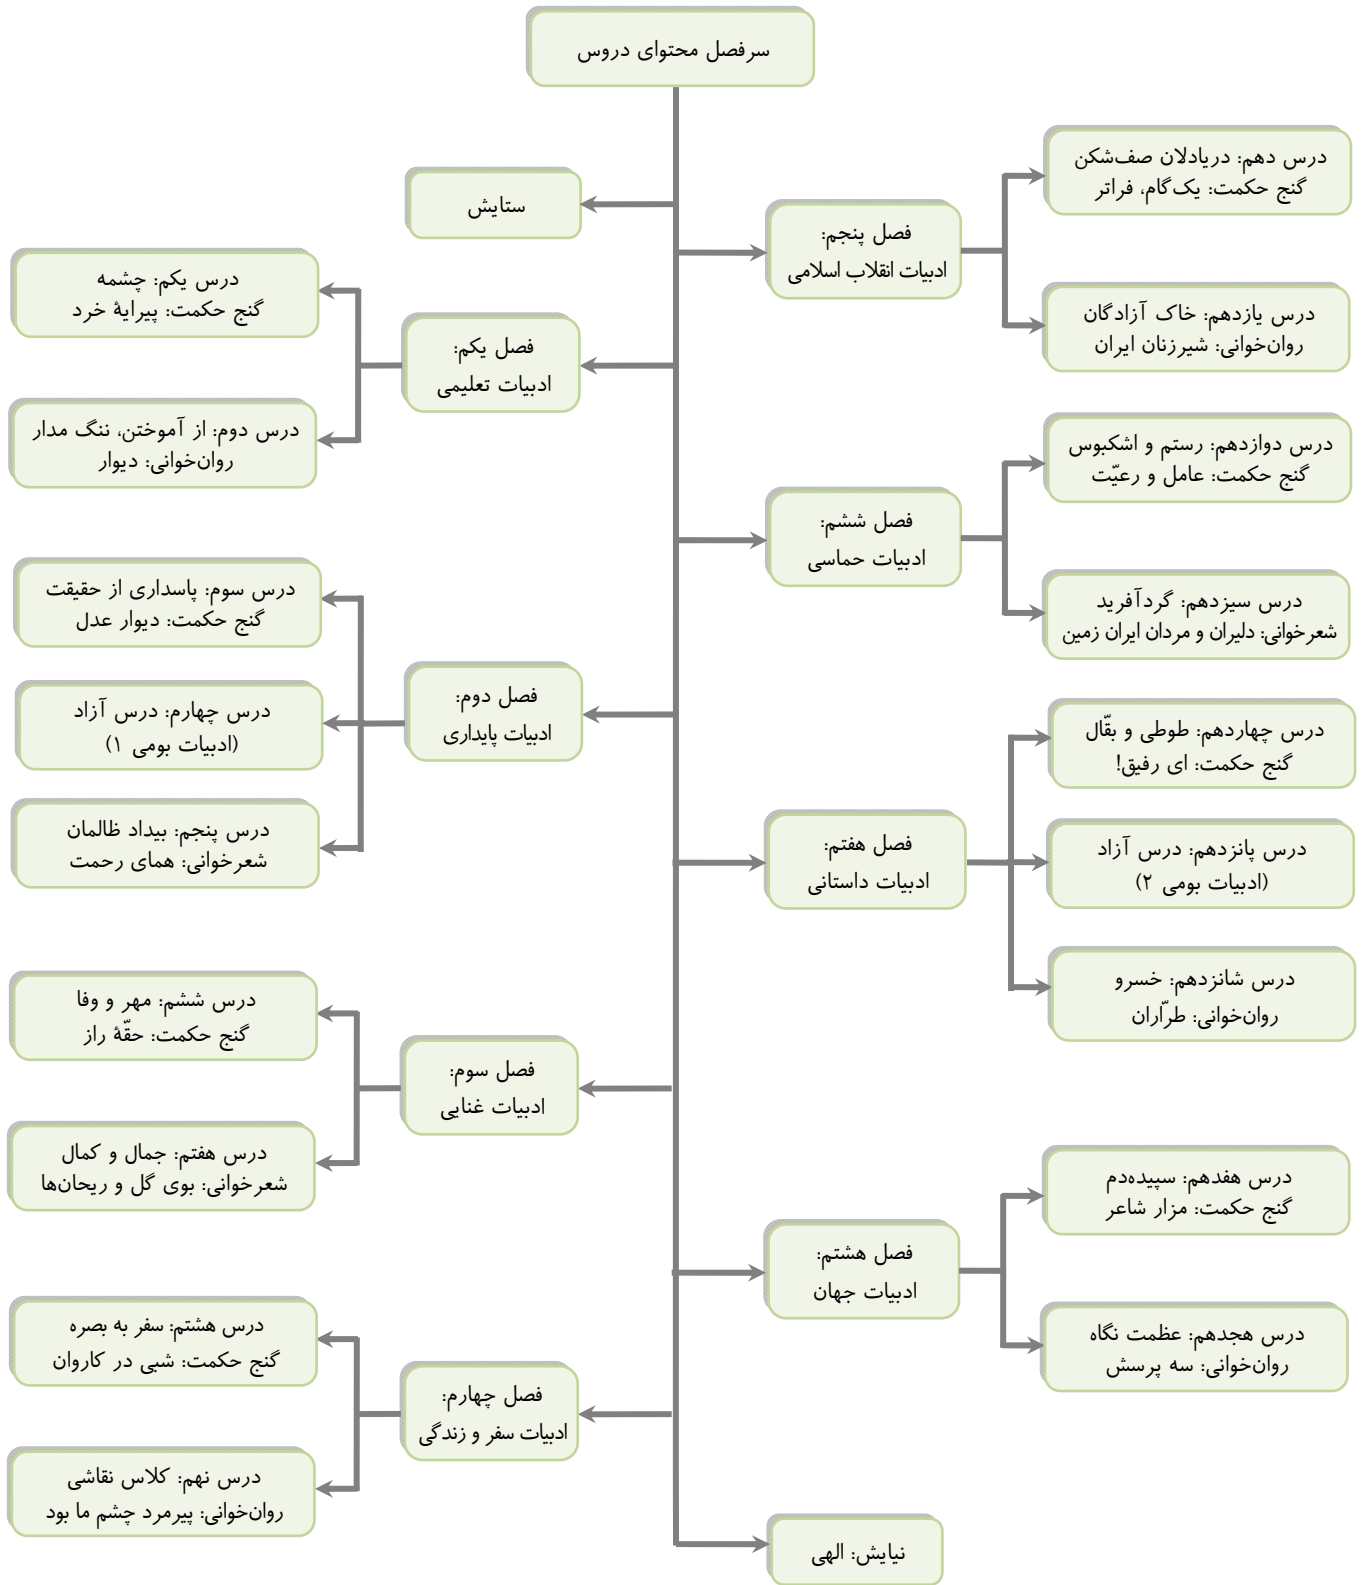 سرفصل محتوای دروس
ستایش
فصل یکم:
ادبیات تعلیمی
درس یکم: چشمه
گنج حکمت: پیرایهٔ خرد
درس دوم: از آموختن، ننگ مدار
روان‌خوانی: دیوار
فصل دوم:
ادبیات پایداری
درس سوم: پاسداری از حقیقت
گنج حکمت: دیوار عدل
درس چهارم: درس آزاد
(ادبیات بومی ۱)
درس پنجم: بیداد ظالمان
شعرخوانی: همای رحمت
فصل سوم:
ادبیات غنایی
درس ششم: مهر و وفا
گنج حکمت: حقّهٔ راز
درس هفتم: جمال و کمال
شعرخوانی: بوی گل و ریحان‌ها
فصل چهارم:
ادبیات سفر و زندگی
درس هشتم: سفر به بصره
گنج حکمت: شبی در کاروان
درس نهم: کلاس نقاشی
روان‌خوانی: پیرمرد چشم ما بود
فصل پنجم:
ادبیات انقلاب اسلامی
درس دهم: دریادلان صف‌شکن
گنج حکمت: یک گام، فراتر
درس یازدهم: خاک آزادگان
روان‌خوانی: شیرزنان ایران
فصل ششم:
ادبیات حماسی
درس دوازدهم: رستم و اشکبوس
گنج حکمت: عامل و رعیّت
درس سیزدهم: گردآفرید
شعرخوانی: دلیران و مردان ایران زمین
فصل هفتم:
ادبیات داستانی
درس چهاردهم: طوطی و بقّال
گنج حکمت: ای رفیق!
درس پانزدهم: درس آزاد
(ادبیات بومی ۲)
درس شانزدهم: خسرو
روان‌خوانی: طرّاران
فصل هشتم:
ادبیات جهان
درس هفدهم: سپیده‌دم
گنج حکمت: مزار شاعر
درس هجدهم: عظمت نگاه
روان‌خوانی: سه پرسش
نیایش: الهی